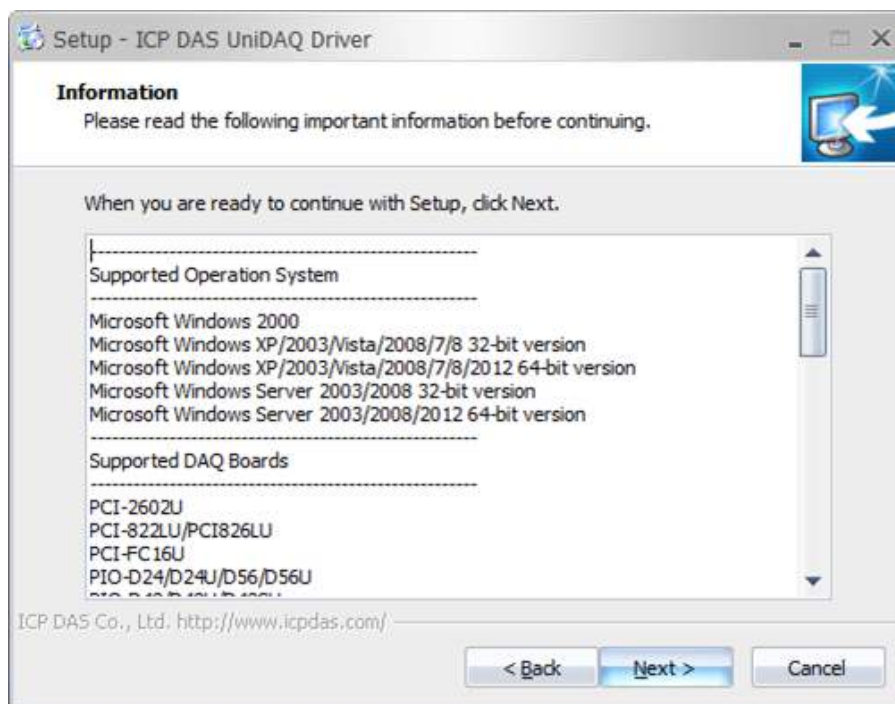 Setup - ICP DAS UniDAQ Driver
Information
Please read the following important information before continuing.
When you are ready to continue with Setup, click Next.
------------------------------------------------------
Supported Operation System
------------------------------------------------------
Microsoft Windows 2000
Microsoft Windows XP/2003/Vista/2008/7/8 32-bit version
Microsoft Windows XP/2003/Vista/2008/7/8/2012 64-bit version
Microsoft Windows Server 2003/2008 32-bit version
Microsoft Windows Server 2003/2008/2012 64-bit version
------------------------------------------------------
Supported DAQ Boards
------------------------------------------------------
PCI-2602U
PCI-822LU/PCI826LU
PCI-FC16U
PIO-D24/D24U/D56/D56U
ICP DAS Co., Ltd. http://www.icpdas.com/
< Back
Next >
Cancel